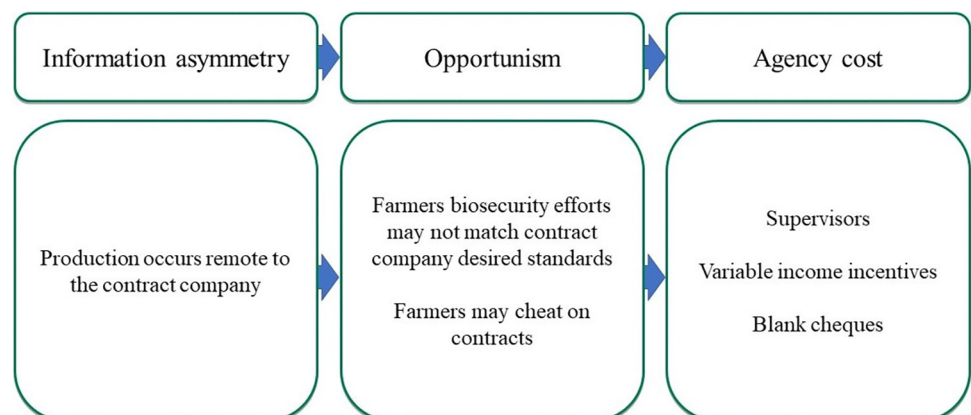 Information asymmetry
Opportunism
Agency cost
Production occurs remote to
the contract company
Farmers biosecurity efforts
may not match contract
company desired standards
Farmers may cheat on
contracts
Supervisors
Variable income incentives
Blank cheques